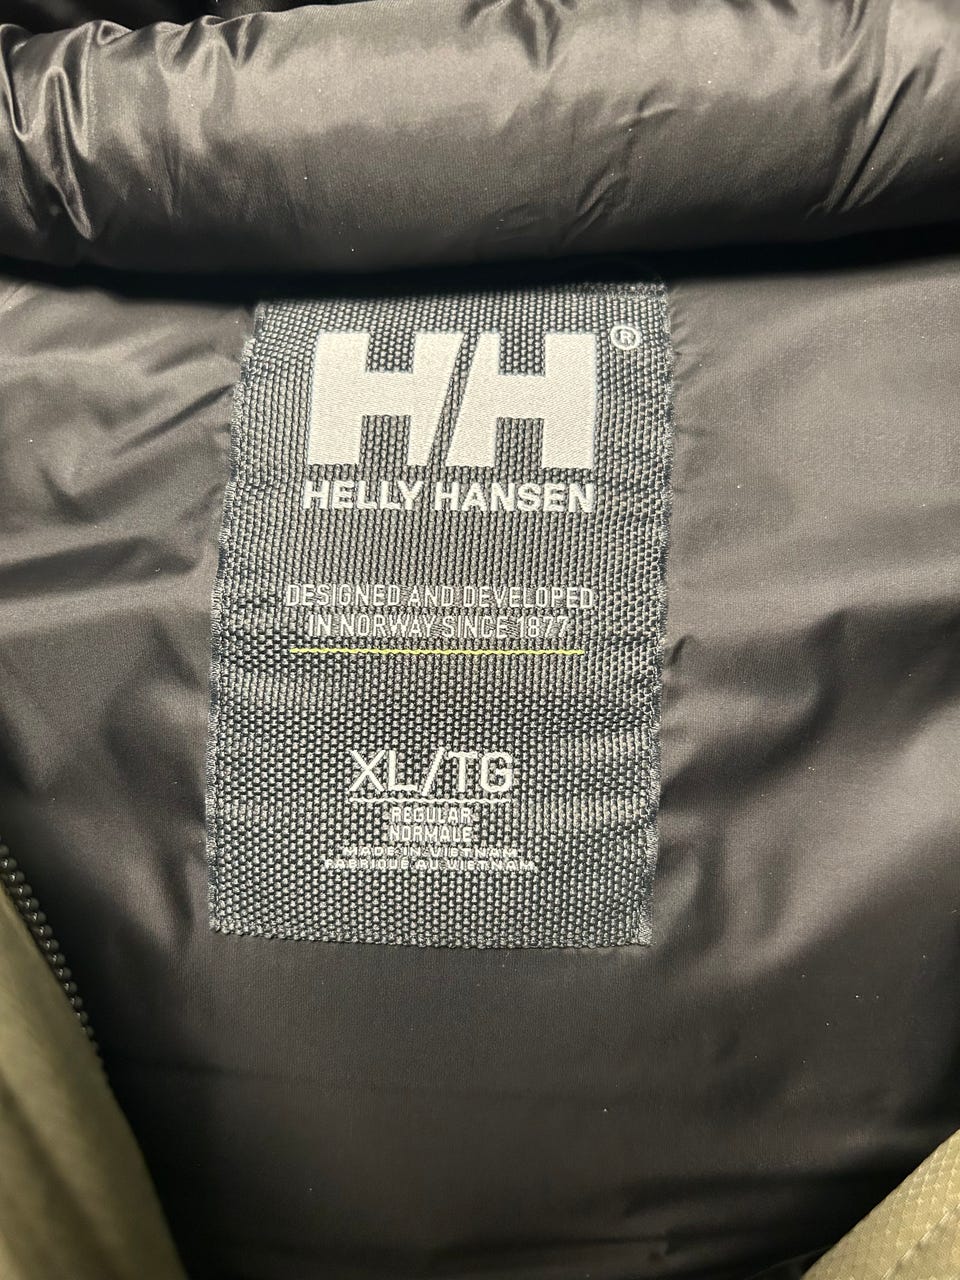 HH®
HELLY HANSEN
DESIGNED AND DEVELOPED
IN NORWAY SINCE 1877
XL/TG
REGULAR
NORMALE
MADE IN VIETNAM
FABRIQUÉ AU VIETNAM